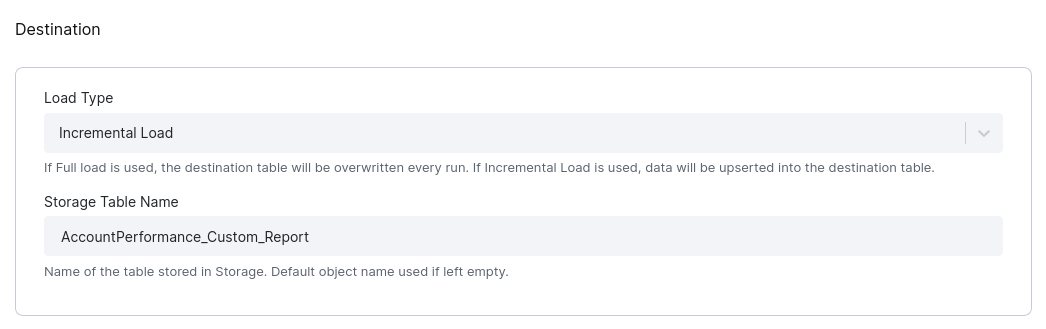 Destination
Load Type
Incremental Load
If Full load is used, the destination table will be overwritten every run. If Incremental Load is used, data will be upserted into the destination table.
Storage Table Name
AccountPerformance_Custom_Report
Name of the table stored in Storage. Default object name used if left empty.